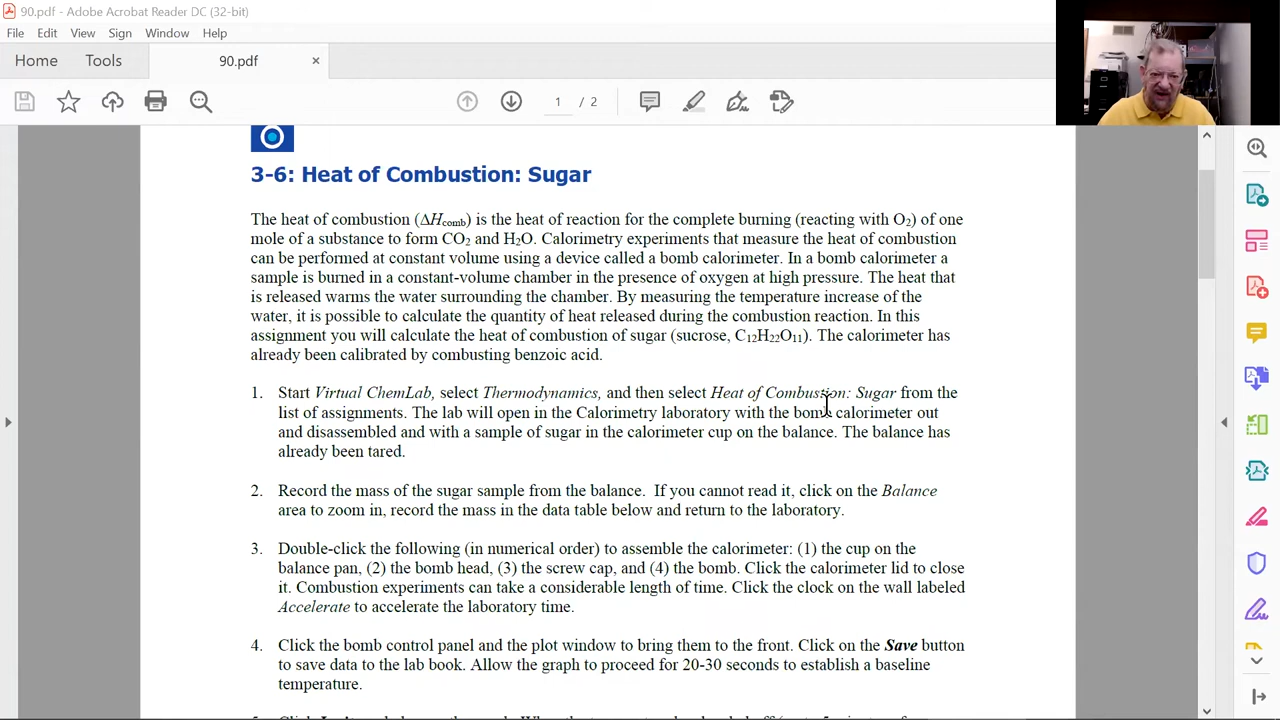 90.pdf - Adobe Acrobat Reader DC (32-bit)
File Edit View Sign Window Help
Home Tools 90.pdf ×
1 / 2
3-6: Heat of Combustion: Sugar
The heat of combustion (ΔHcomb) is the heat of reaction for the complete burning (reacting with O2) of one
mole of a substance to form CO2 and H2O. Calorimetry experiments that measure the heat of combustion
can be performed at constant volume using a device called a bomb calorimeter. In a bomb calorimeter a
sample is burned in a constant-volume chamber in the presence of oxygen at high pressure. The heat that
is released warms the water surrounding the chamber. By measuring the temperature increase of the
water, it is possible to calculate the quantity of heat released during the combustion reaction. In this
assignment you will calculate the heat of combustion of sugar (sucrose, C12H22O11). The calorimeter has
already been calibrated by combusting benzoic acid.
1. Start Virtual ChemLab, select Thermodynamics, and then select Heat of Combustion: Sugar from the
list of assignments. The lab will open in the Calorimetry laboratory with the bomb calorimeter out
and disassembled and with a sample of sugar in the calorimeter cup on the balance. The balance has
already been tared.
2. Record the mass of the sugar sample from the balance. If you cannot read it, click on the Balance
area to zoom in, record the mass in the data table below and return to the laboratory.
3. Double-click the following (in numerical order) to assemble the calorimeter: (1) the cup on the
balance pan, (2) the bomb head, (3) the screw cap, and (4) the bomb. Click the calorimeter lid to close
it. Combustion experiments can take a considerable length of time. Click the clock on the wall labeled
Accelerate to accelerate the laboratory time.
4. Click the bomb control panel and the plot window to bring them to the front. Click on the Save button
to save data to the lab book. Allow the graph to proceed for 20-30 seconds to establish a baseline
temperature.